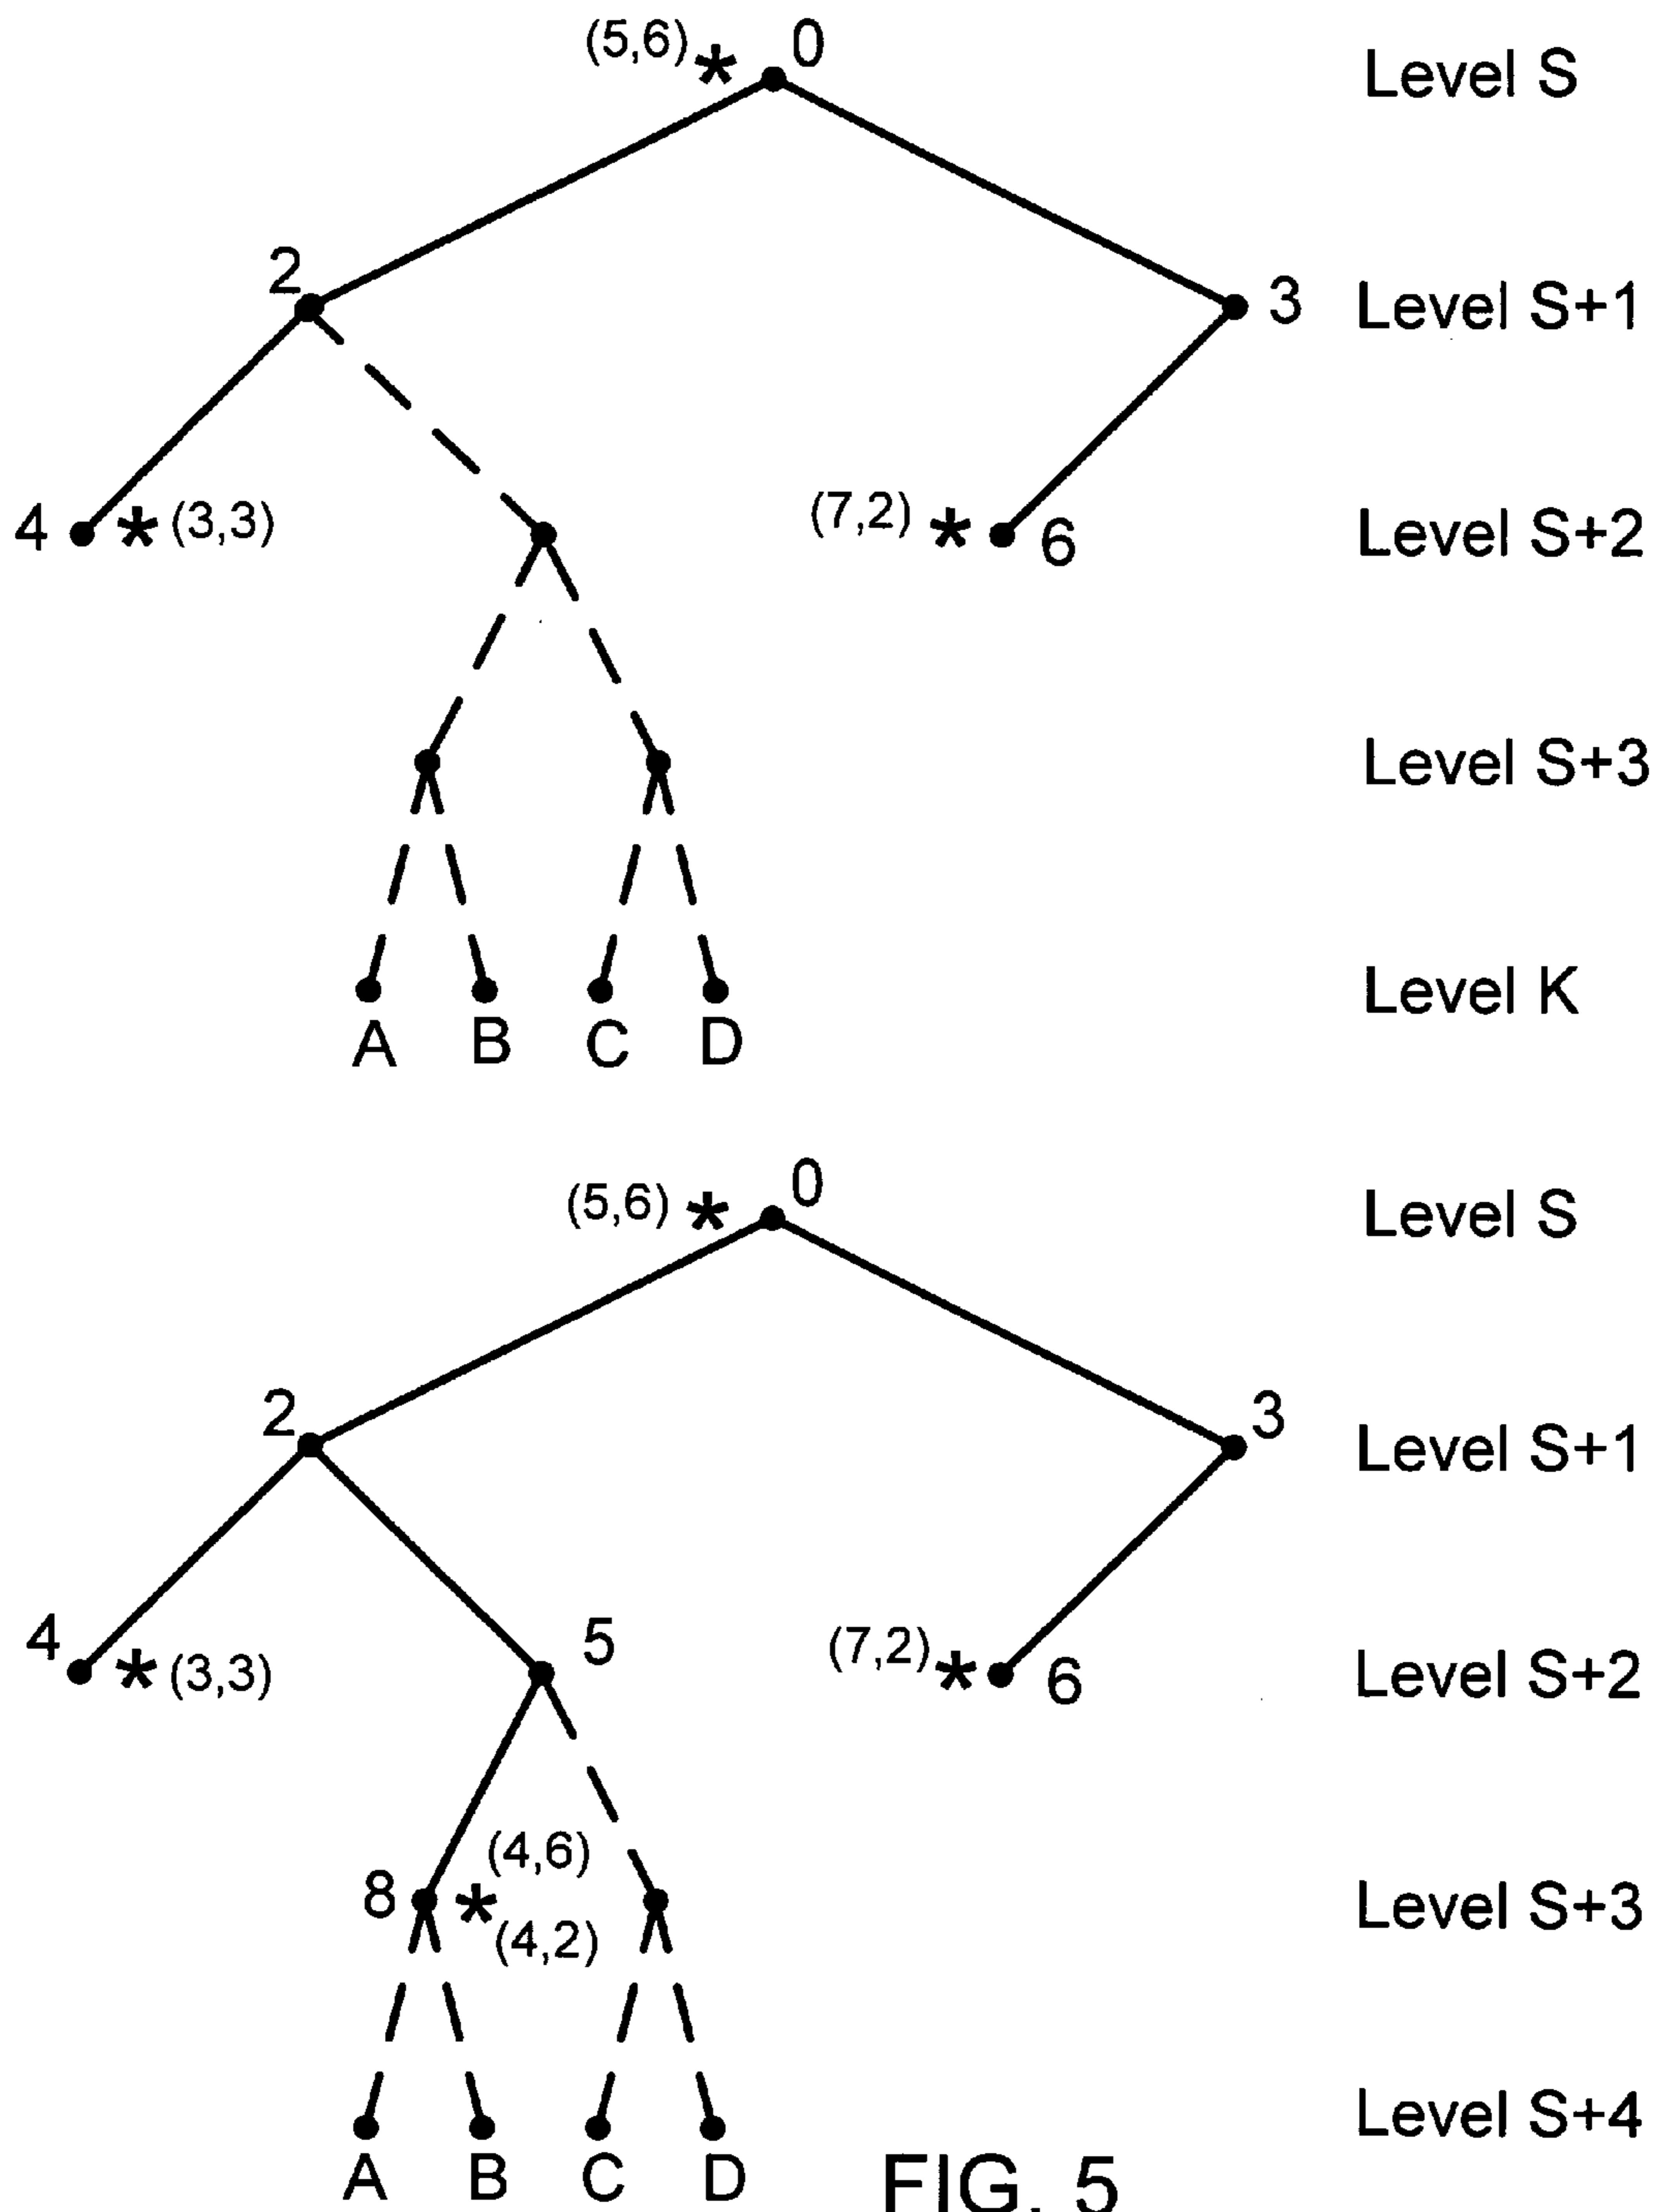 (5,6) * 0 Level S
2 3 Level S+1
4 * (3,3) (7,2) * 6 Level S+2
Level S+3
Level K
A B C D
(5,6) * 0 Level S
2 3 Level S+1
4 * (3,3) 5 (7,2) * 6 Level S+2
(4,6)
8 * Level S+3
(4,2)
Level S+4
A B C D
FIG. 5